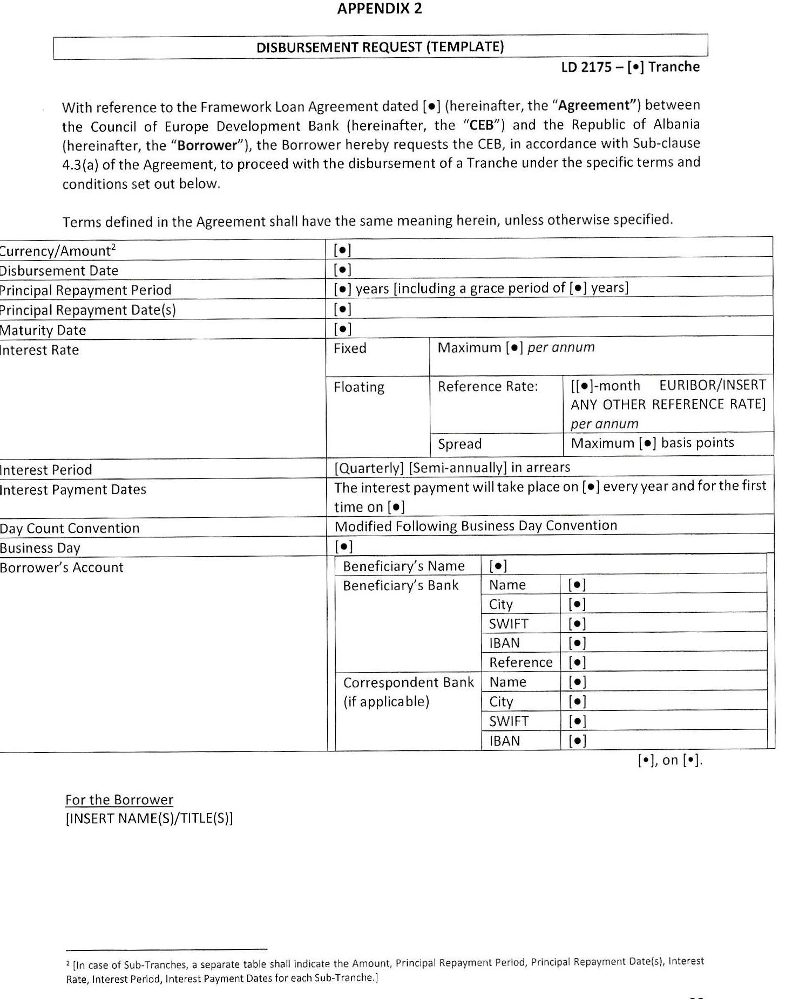 APPENDIX 2
DISBURSEMENT REQUEST (TEMPLATE)
LD 2175 – [•] Tranche
With reference to the Framework Loan Agreement dated [•] (hereinafter, the “Agreement”) between
the Council of Europe Development Bank (hereinafter, the “CEB”) and the Republic of Albania
(hereinafter, the “Borrower”), the Borrower hereby requests the CEB, in accordance with Sub-clause
4.3(a) of the Agreement, to proceed with the disbursement of a Tranche under the specific terms and
conditions set out below.
Terms defined in the Agreement shall have the same meaning herein, unless otherwise specified.
Currency/Amount² [•]
Disbursement Date [•]
Principal Repayment Period [•] years [including a grace period of [•] years]
Principal Repayment Date(s) [•]
Maturity Date [•]
Interest Rate Fixed Maximum [•] per annum
Floating Reference Rate: [[•]-month EURIBOR/INSERT
ANY OTHER REFERENCE RATE]
per annum
Spread Maximum [•] basis points
Interest Period [Quarterly] [Semi-annually] in arrears
Interest Payment Dates The interest payment will take place on [•] every year and for the first
time on [•]
Day Count Convention Modified Following Business Day Convention
Business Day [•]
Borrower’s Account Beneficiary’s Name [•]
Beneficiary’s Bank Name [•]
City [•]
SWIFT [•]
IBAN [•]
Reference [•]
Correspondent Bank Name [•]
(if applicable) City [•]
SWIFT [•]
IBAN [•]
[•], on [•].
For the Borrower
[INSERT NAME(S)/TITLE(S)]
² [In case of Sub-Tranches, a separate table shall indicate the Amount, Principal Repayment Period, Principal Repayment Date(s), Interest
Rate, Interest Period, Interest Payment Dates for each Sub-Tranche.]